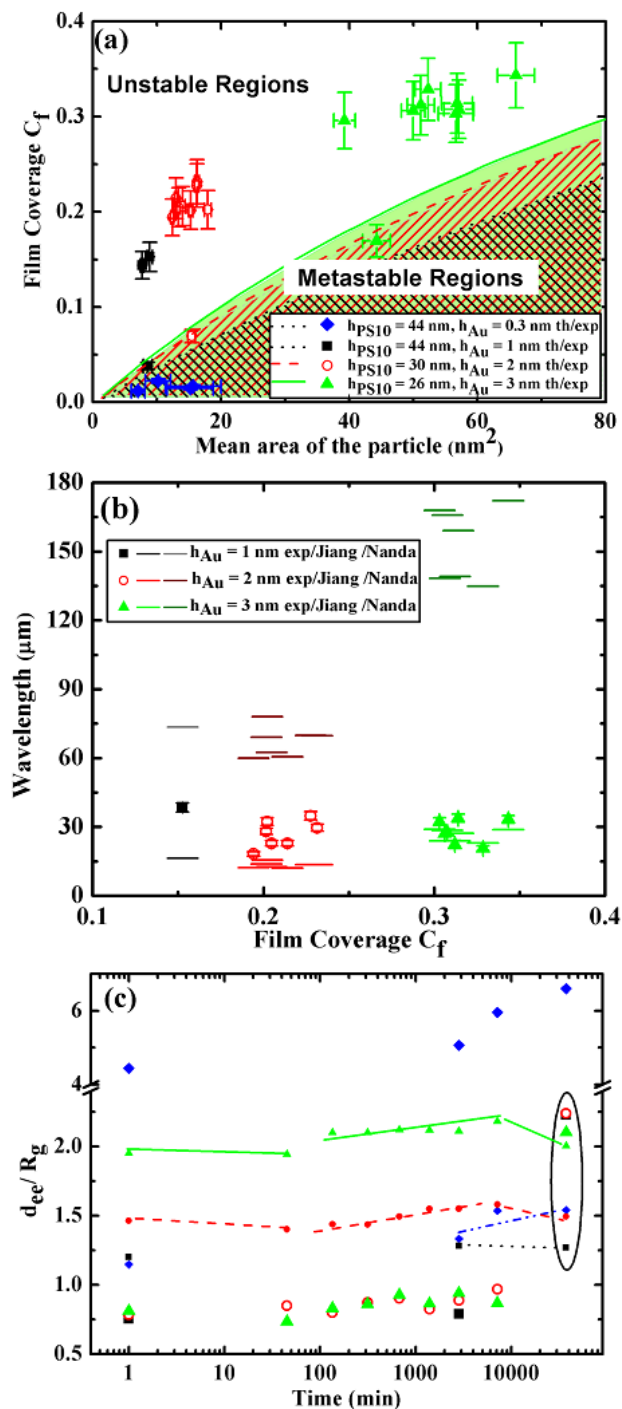 (a)
Unstable Regions
Metastable Regions
h_PS10 = 44 nm, h_Au = 0.3 nm th/exp
h_PS10 = 44 nm, h_Au = 1 nm th/exp
h_PS10 = 30 nm, h_Au = 2 nm th/exp
h_PS10 = 26 nm, h_Au = 3 nm th/exp
Film Coverage C_f
0.4
0.3
0.2
0.1
0.0
0 20 40 60 80
Mean area of the particle (nm²)
(b)
h_Au = 1 nm exp/Jiang /Nanda
h_Au = 2 nm exp/Jiang /Nanda
h_Au = 3 nm exp/Jiang /Nanda
Wavelength (μm)
180
150
120
90
60
30
0
0.1 0.2 0.3 0.4
Film Coverage C_f
(c)
d_ee/ R_g
6
4
2.0
1.5
1.0
0.5
1 10 100 1000 10000
Time (min)